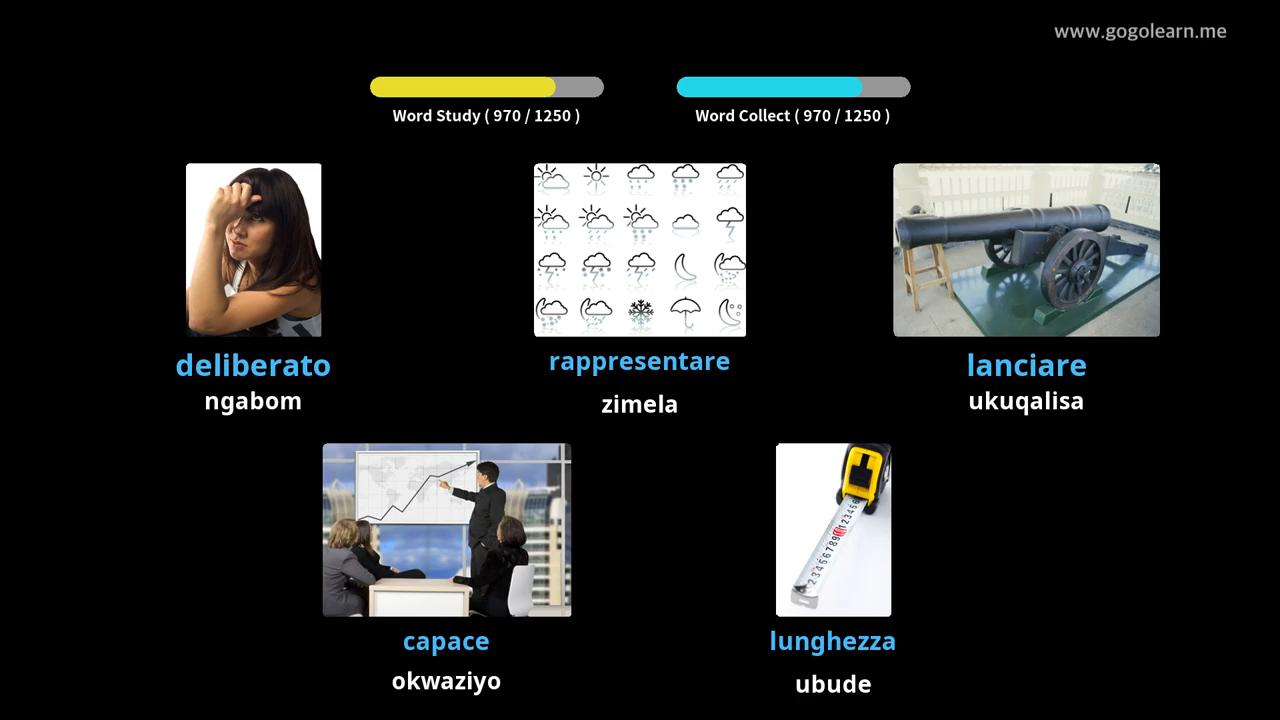 www.gogolearn.me
Word Study ( 970 / 1250 )
Word Collect ( 970 / 1250 )
deliberato
ngabom
rappresentare
zimela
lanciare
ukuqalisa
capace
okwaziyo
lunghezza
ubude